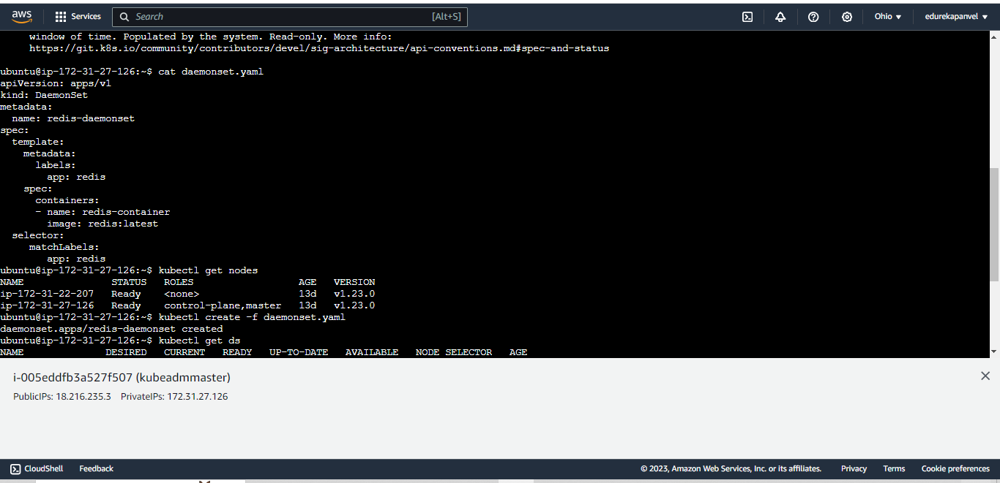 aws Services Search [Alt+S] Ohio edurekapanvel
window of time. Populated by the system. Read-only. More info:
https://git.k8s.io/community/contributors/devel/sig-architecture/api-conventions.md#spec-and-status
ubuntu@ip-172-31-27-126:~$ cat daemonset.yaml
apiVersion: apps/v1
kind: DaemonSet
metadata:
  name: redis-daemonset
spec:
  template:
    metadata:
      labels:
        app: redis
    spec:
      containers:
      - name: redis-container
        image: redis:latest
  selector:
     matchLabels:
        app: redis
ubuntu@ip-172-31-27-126:~$ kubectl get nodes
NAME               STATUS   ROLES                  AGE   VERSION
ip-172-31-22-207   Ready    <none>                 13d   v1.23.0
ip-172-31-27-126   Ready    control-plane,master   13d   v1.23.0
ubuntu@ip-172-31-27-126:~$ kubectl create -f daemonset.yaml
daemonset.apps/redis-daemonset created
ubuntu@ip-172-31-27-126:~$ kubectl get ds
NAME              DESIRED   CURRENT   READY   UP-TO-DATE   AVAILABLE   NODE SELECTOR   AGE
i-005eddfb3a527f507 (kubeadmmaster)
PublicIPs: 18.216.235.3 PrivateIPs: 172.31.27.126
CloudShell Feedback © 2023, Amazon Web Services, Inc. or its affiliates. Privacy Terms Cookie preferences